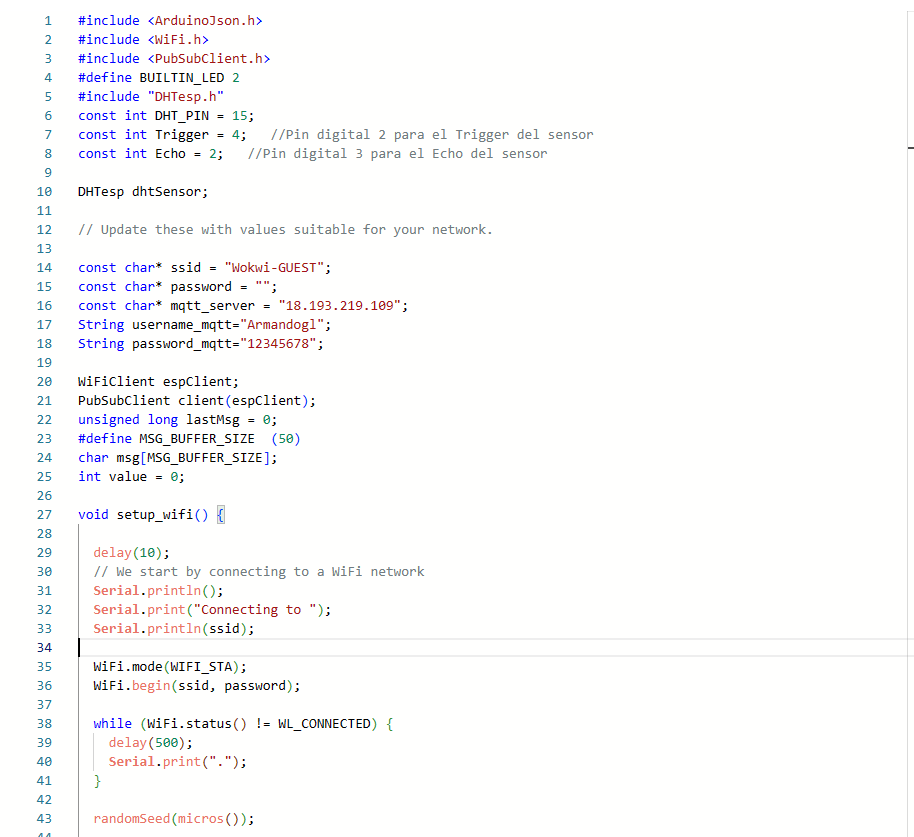 1 #include <ArduinoJson.h>
2 #include <WiFi.h>
3 #include <PubSubClient.h>
4 #define BUILTIN_LED 2
5 #include "DHTesp.h"
6 const int DHT_PIN = 15;
7 const int Trigger = 4;   //Pin digital 2 para el Trigger del sensor
8 const int Echo = 2;   //Pin digital 3 para el Echo del sensor
9
10 DHTesp dhtSensor;
11
12 // Update these with values suitable for your network.
13
14 const char* ssid = "Wokwi-GUEST";
15 const char* password = "";
16 const char* mqtt_server = "18.193.219.109";
17 String username_mqtt="Armandogl";
18 String password_mqtt="12345678";
19
20 WiFiClient espClient;
21 PubSubClient client(espClient);
22 unsigned long lastMsg = 0;
23 #define MSG_BUFFER_SIZE  (50)
24 char msg[MSG_BUFFER_SIZE];
25 int value = 0;
26
27 void setup_wifi() {
28
29   delay(10);
30   // We start by connecting to a WiFi network
31   Serial.println();
32   Serial.print("Connecting to ");
33   Serial.println(ssid);
34
35   WiFi.mode(WIFI_STA);
36   WiFi.begin(ssid, password);
37
38   while (WiFi.status() != WL_CONNECTED) {
39     delay(500);
40     Serial.print(".");
41   }
42
43   randomSeed(micros());
44